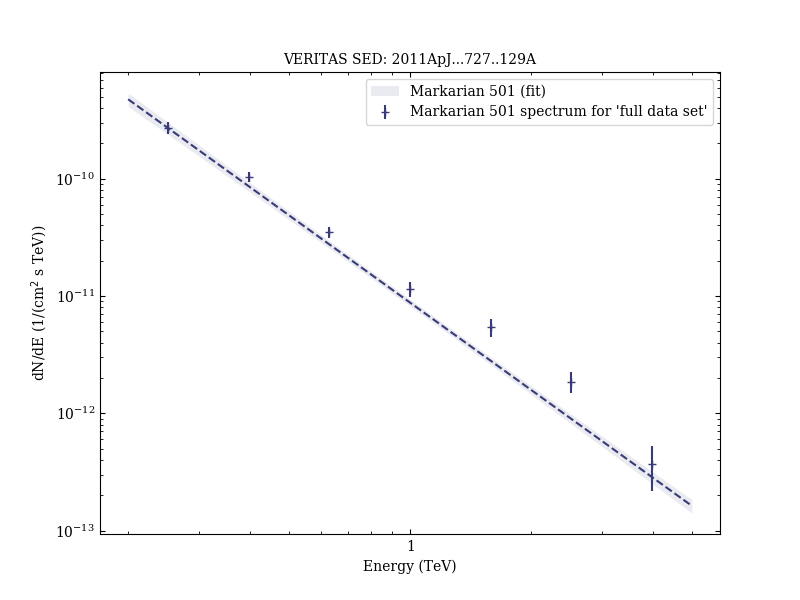 VERITAS SED: 2011ApJ...727..129A
Markarian 501 (fit)
Markarian 501 spectrum for 'full data set'
dN/dE (1/(cm² s TeV))
10⁻¹⁰
10⁻¹¹
10⁻¹²
10⁻¹³
1
Energy (TeV)